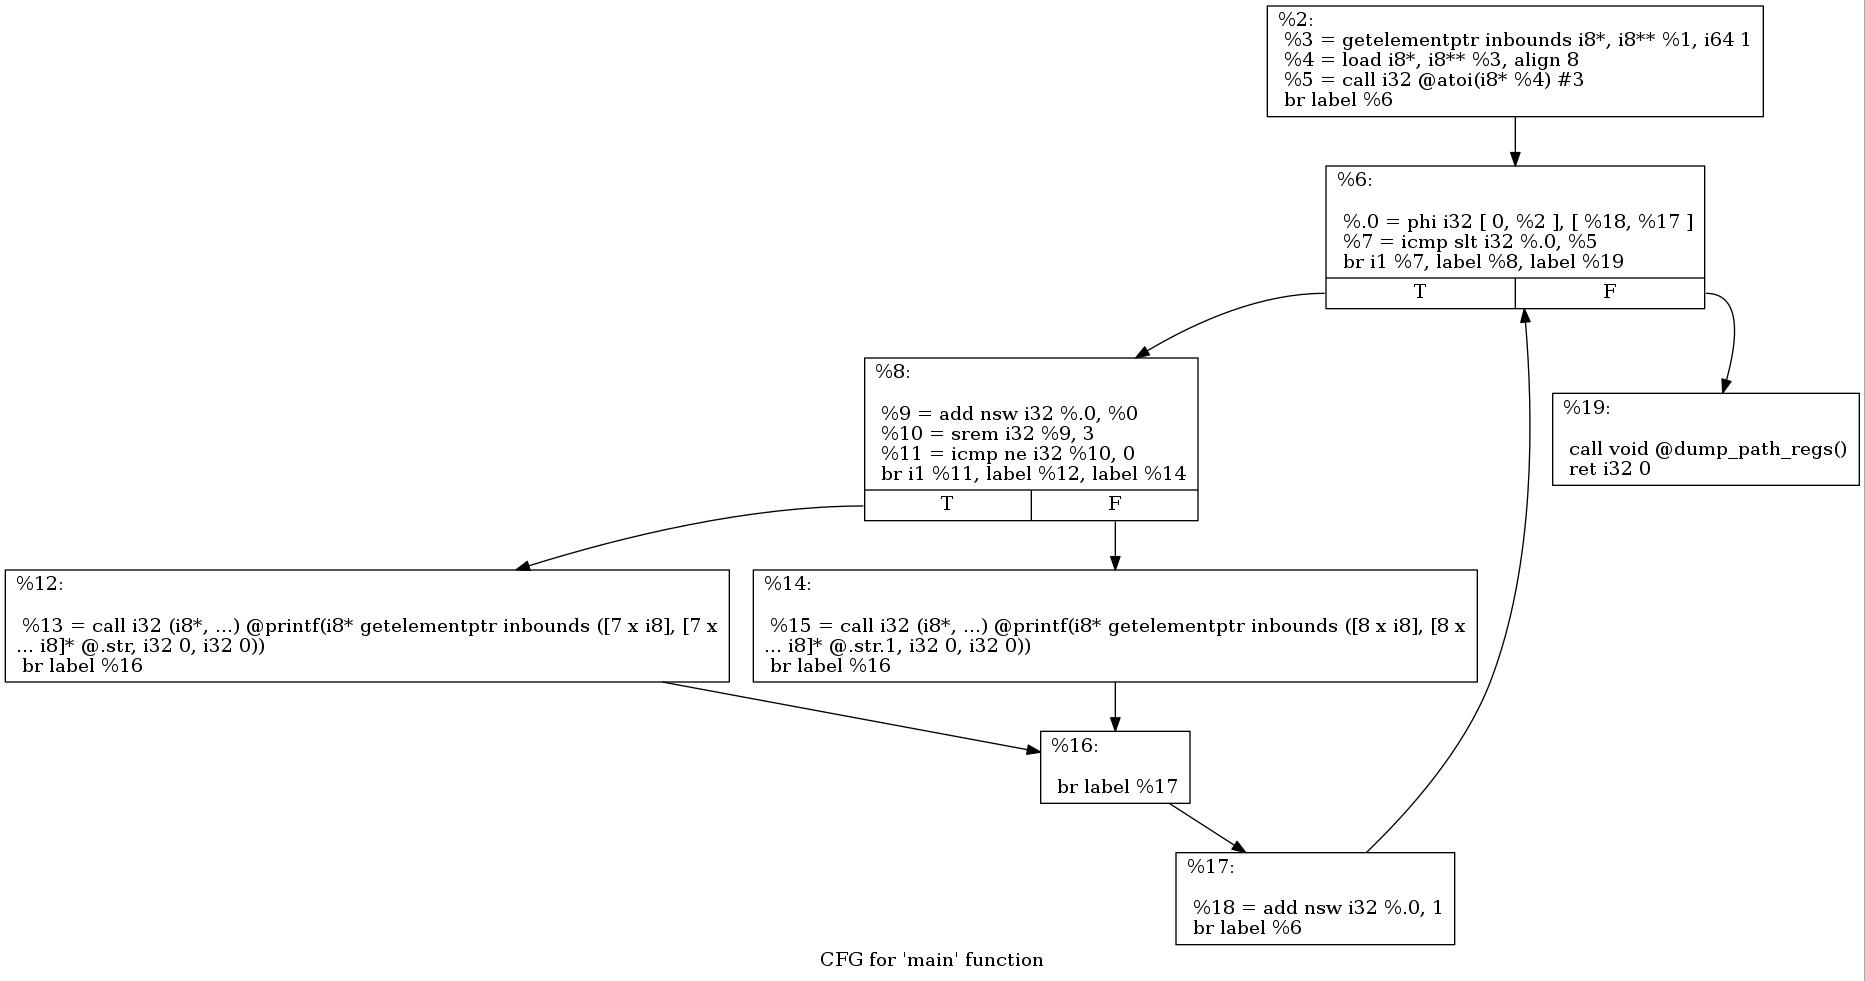 %2:
%3 = getelementptr inbounds i8*, i8** %1, i64 1
%4 = load i8*, i8** %3, align 8
%5 = call i32 @atoi(i8* %4) #3
br label %6
%6:
%.0 = phi i32 [ 0, %2 ], [ %18, %17 ]
%7 = icmp slt i32 %.0, %5
br i1 %7, label %8, label %19
T
F
%8:
%9 = add nsw i32 %.0, %0
%10 = srem i32 %9, 3
%11 = icmp ne i32 %10, 0
br i1 %11, label %12, label %14
T
F
%19:
call void @dump_path_regs()
ret i32 0
%12:
%13 = call i32 (i8*, ...) @printf(i8* getelementptr inbounds ([7 x i8], [7 x
... i8]* @.str, i32 0, i32 0))
br label %16
%14:
%15 = call i32 (i8*, ...) @printf(i8* getelementptr inbounds ([8 x i8], [8 x
... i8]* @.str.1, i32 0, i32 0))
br label %16
%16:
br label %17
%17:
%18 = add nsw i32 %.0, 1
br label %6
CFG for 'main' function